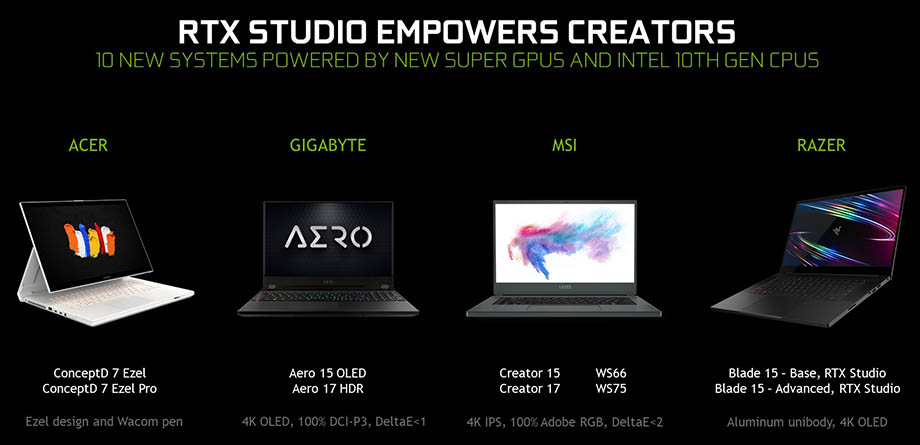 RTX STUDIO EMPOWERS CREATORS
10 NEW SYSTEMS POWERED BY NEW SUPER GPUS AND INTEL 10TH GEN CPUS
ACER
GIGABYTE
MSI
RAZER
AERO
ConceptD 7 Ezel
ConceptD 7 Ezel Pro
Aero 15 OLED
Aero 17 HDR
Creator 15 WS66
Creator 17 WS75
Blade 15 – Base, RTX Studio
Blade 15 – Advanced, RTX Studio
Ezel design and Wacom pen
4K OLED, 100% DCI-P3, DeltaE<1
4K IPS, 100% Adobe RGB, DeltaE<2
Aluminum unibody, 4K OLED